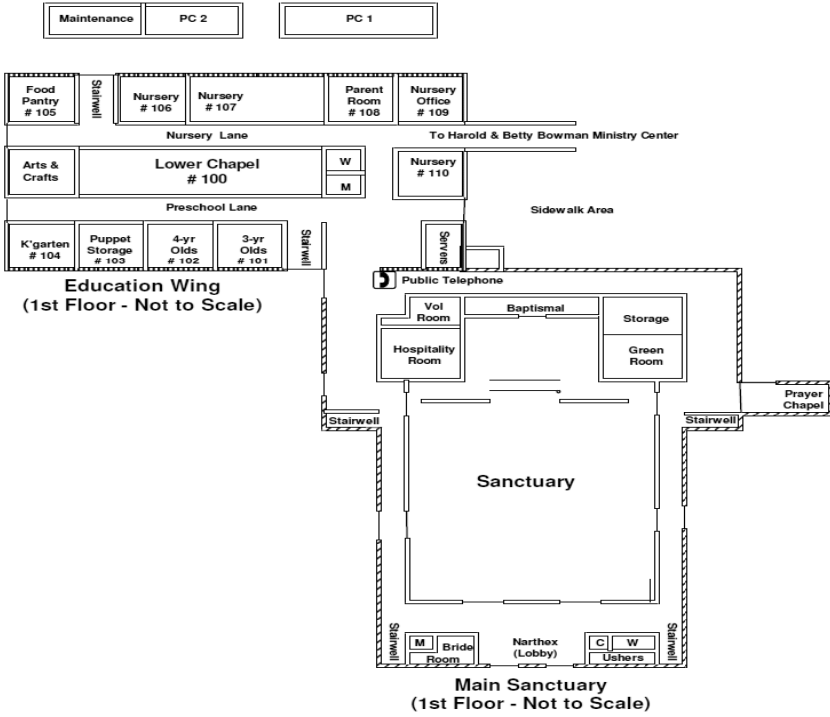 Maintenance
PC 2
PC 1
Food
Pantry
# 105
Stairwell
Nursery
# 106
Nursery
# 107
Parent
Room
# 108
Nursery
Office
# 109
Nursery Lane
To Harold & Betty Bowman Ministry Center
Arts &
Crafts
Lower Chapel
# 100
W
M
Nursery
# 110
Preschool Lane
Sidewalk Area
K'garten
# 104
Puppet
Storage
# 103
4-yr
Olds
# 102
3-yr
Olds
# 101
Stairwell
Servers
Education Wing
(1st Floor - Not to Scale)
Public Telephone
Vol
Room
Baptismal
Storage
Hospitality
Room
Green
Room
Prayer
Chapel
Stairwell
Stairwell
Sanctuary
Stairwell
M
Bride
Room
Narthex
(Lobby)
C
W
Ushers
Stairwell
Main Sanctuary
(1st Floor - Not to Scale)